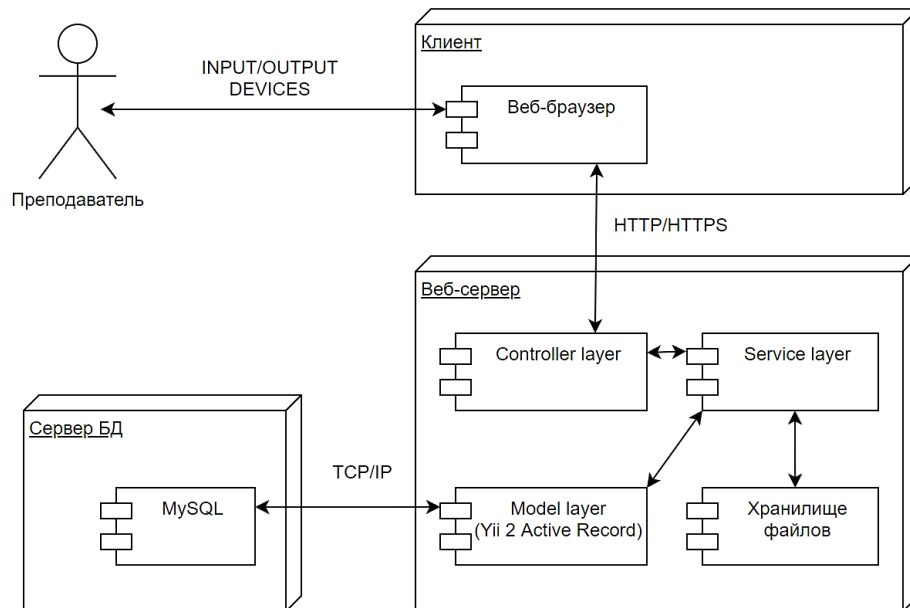 Клиент
INPUT/OUTPUT
DEVICES
Веб-браузер
Преподаватель
HTTP/HTTPS
Веб-сервер
Controller layer
Service layer
Сервер БД
TCP/IP
MySQL
Model layer
(Yii 2 Active Record)
Хранилище
файлов